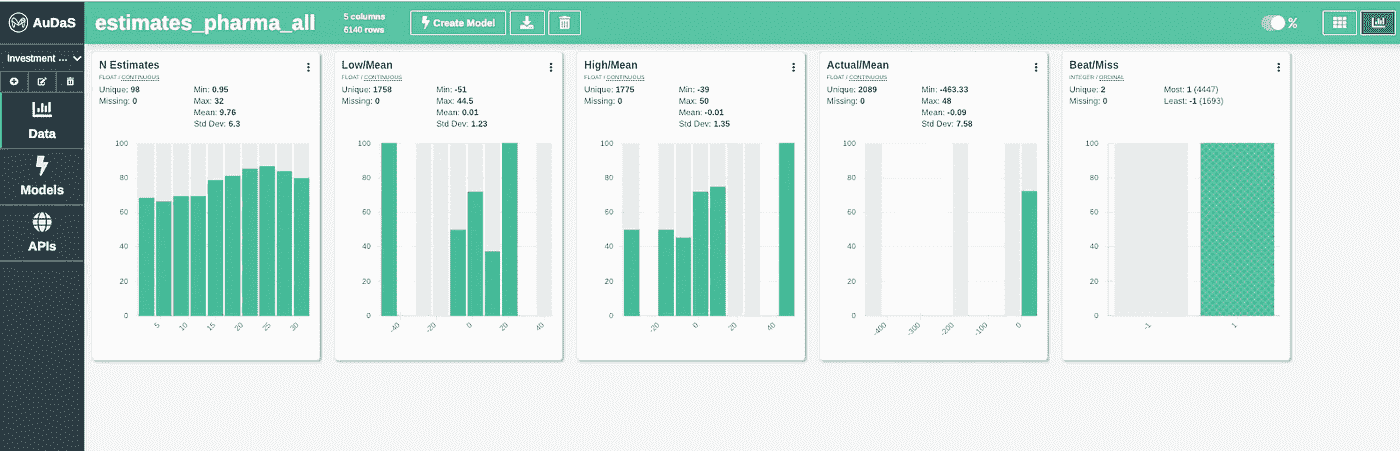 AuDaS
estimates_pharma_all
5 columns
6140 rows
Create Model
%
Investment ...
Data
Models
APIs
N Estimates
FLOAT / CONTINUOUS
Unique: 98
Missing: 0
Min: 0.95
Max: 32
Mean: 9.76
Std Dev: 6.3
100
80
60
40
20
0
5 10 15 20 25 30
Low/Mean
FLOAT / CONTINUOUS
Unique: 1758
Missing: 0
Min: -51
Max: 44.5
Mean: 0.01
Std Dev: 1.23
100
80
60
40
20
0
-40 -20 0 20 40
High/Mean
FLOAT / CONTINUOUS
Unique: 1775
Missing: 0
Min: -39
Max: 50
Mean: -0.01
Std Dev: 1.35
100
80
60
40
20
0
-20 0 20 40
Actual/Mean
FLOAT / CONTINUOUS
Unique: 2089
Missing: 0
Min: -463.33
Max: 48
Mean: -0.09
Std Dev: 7.58
100
80
60
40
20
0
-400 -300 -200 -100 0
Beat/Miss
INTEGER / ORDINAL
Unique: 2
Missing: 0
Most: 1 (4447)
Least: -1 (1693)
100
80
60
40
20
0
-1 1